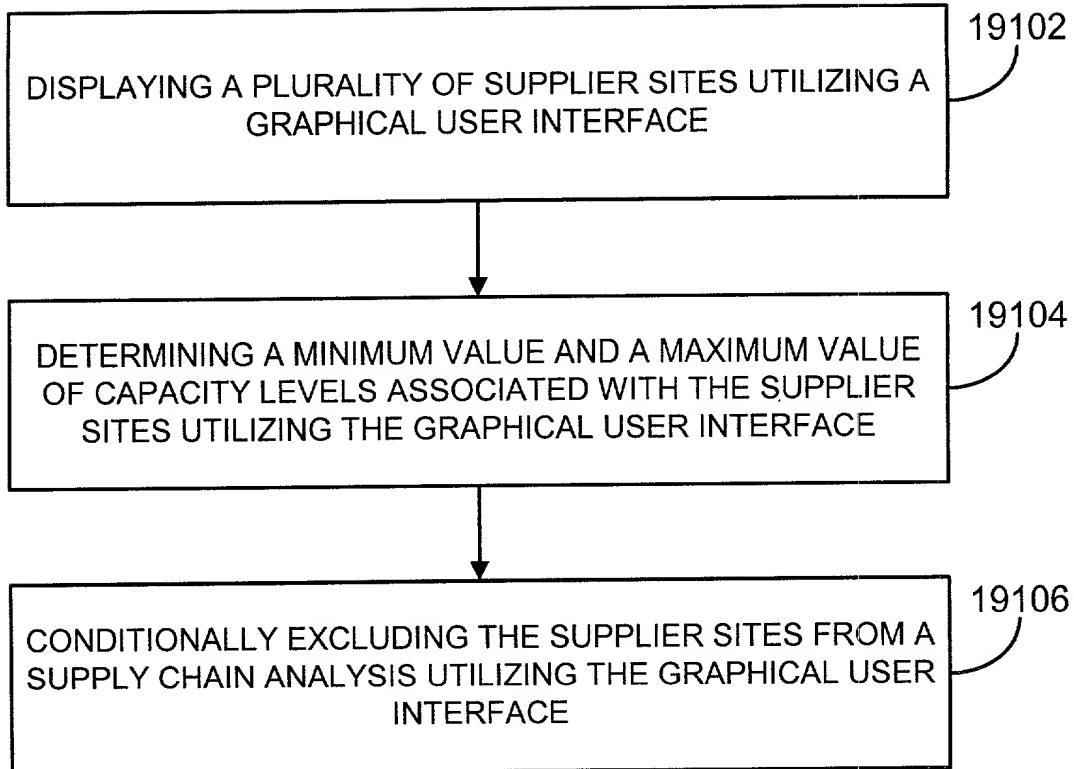 19102
DISPLAYING A PLURALITY OF SUPPLIER SITES UTILIZING A
GRAPHICAL USER INTERFACE
19104
DETERMINING A MINIMUM VALUE AND A MAXIMUM VALUE
OF CAPACITY LEVELS ASSOCIATED WITH THE SUPPLIER
SITES UTILIZING THE GRAPHICAL USER INTERFACE
19106
CONDITIONALLY EXCLUDING THE SUPPLIER SITES FROM A
SUPPLY CHAIN ANALYSIS UTILIZING THE GRAPHICAL USER
INTERFACE